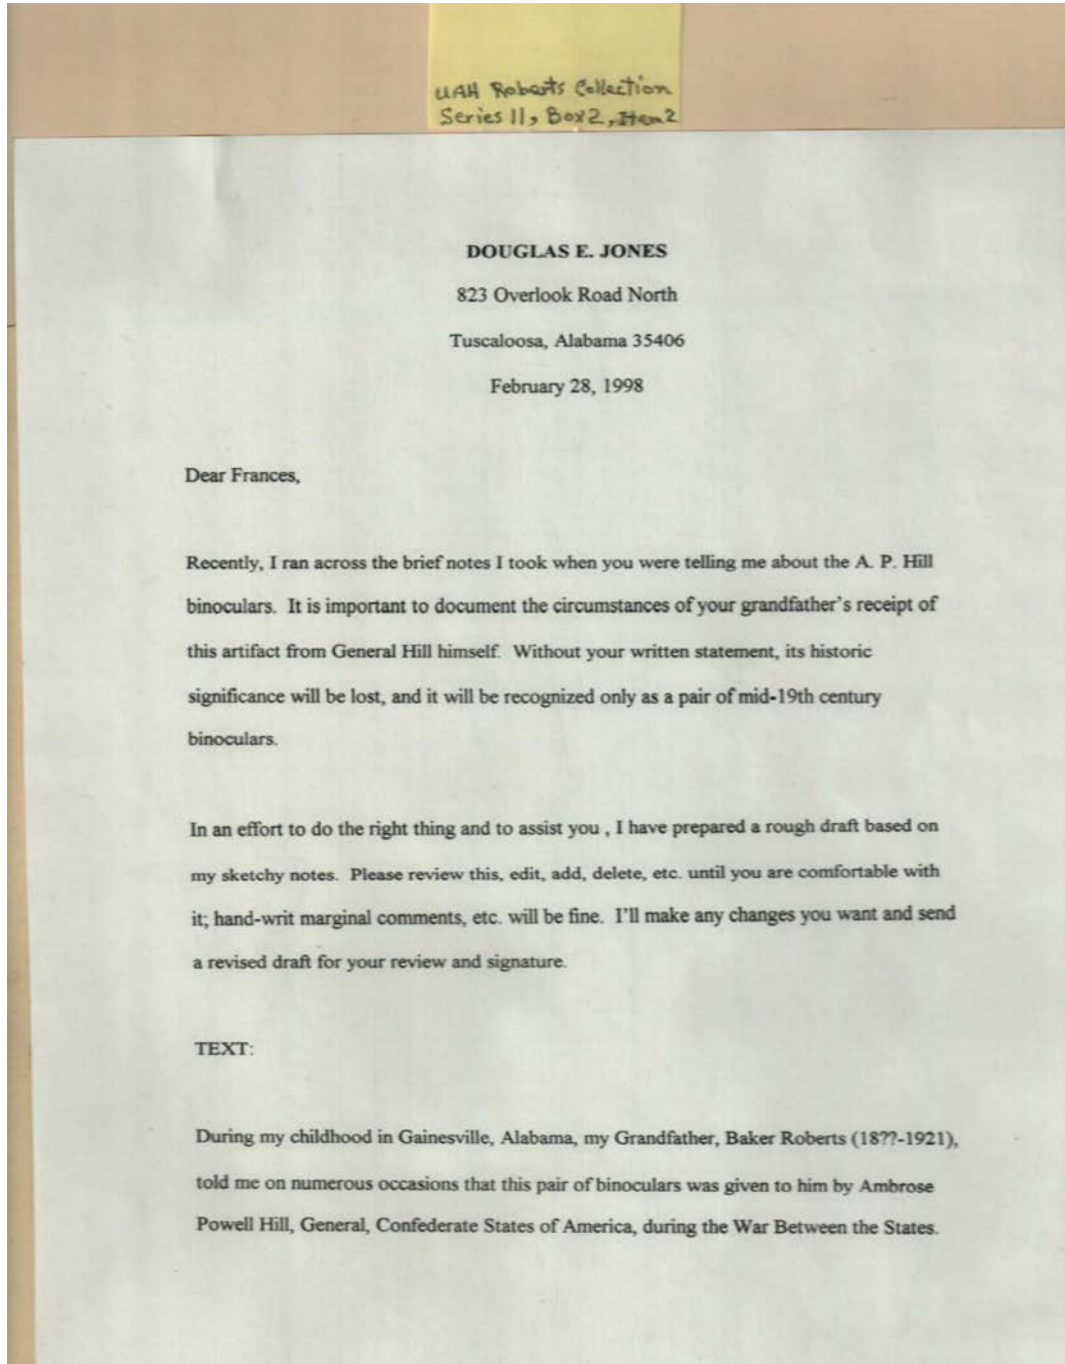 UAH Roberts Collection
Series 11, Box 2, Item 2
DOUGLAS E. JONES
823 Overlook Road North
Tuscaloosa, Alabama 35406
February 28, 1998
Dear Frances,
Recently, I ran across the brief notes I took when you were telling me about the A. P. Hill
binoculars.  It is important to document the circumstances of your grandfather's receipt of
this artifact from General Hill himself.  Without your written statement, its historic
significance will be lost, and it will be recognized only as a pair of mid-19th century
binoculars.
In an effort to do the right thing and to assist you , I have prepared a rough draft based on
my sketchy notes.  Please review this, edit, add, delete, etc. until you are comfortable with
it; hand-writ marginal comments, etc. will be fine.  I'll make any changes you want and send
a revised draft for your review and signature.
TEXT:
During my childhood in Gainesville, Alabama, my Grandfather, Baker Roberts (18??-1921),
told me on numerous occasions that this pair of binoculars was given to him by Ambrose
Powell Hill, General, Confederate States of America, during the War Between the States.